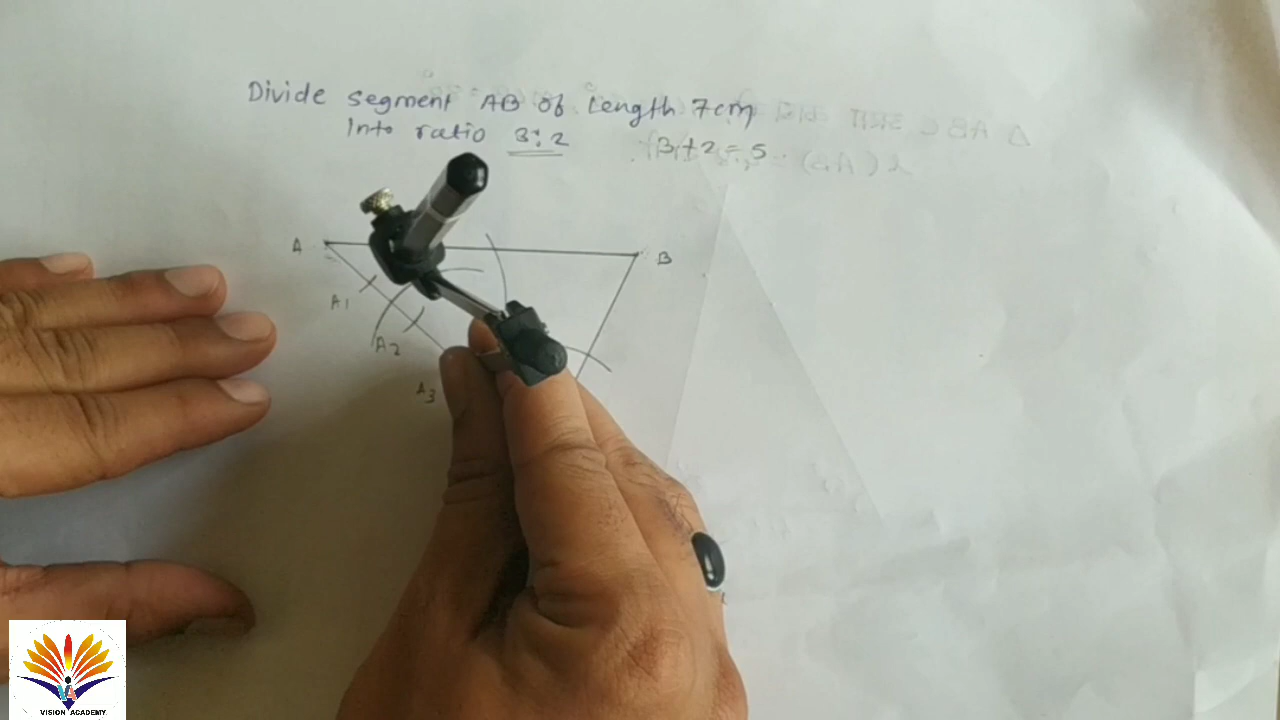 Divide segment AB of Length 7cm
Into ratio 3:2
3+2=5
A
B
A1
A2
A3
VISION ACADEMY